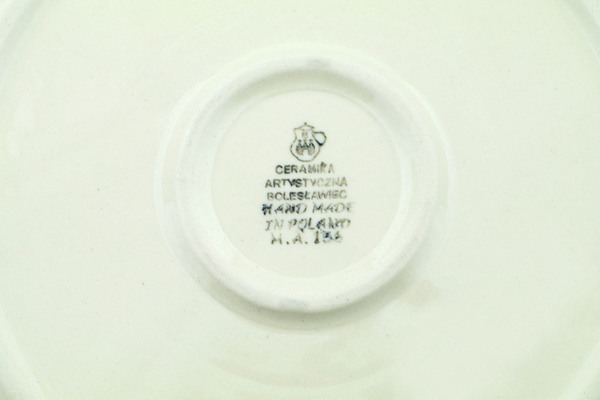 CERAMIKA
ARTYSTYCZNA
BOLESŁAWIEC
HAND MADE
IN POLAND
M.A.